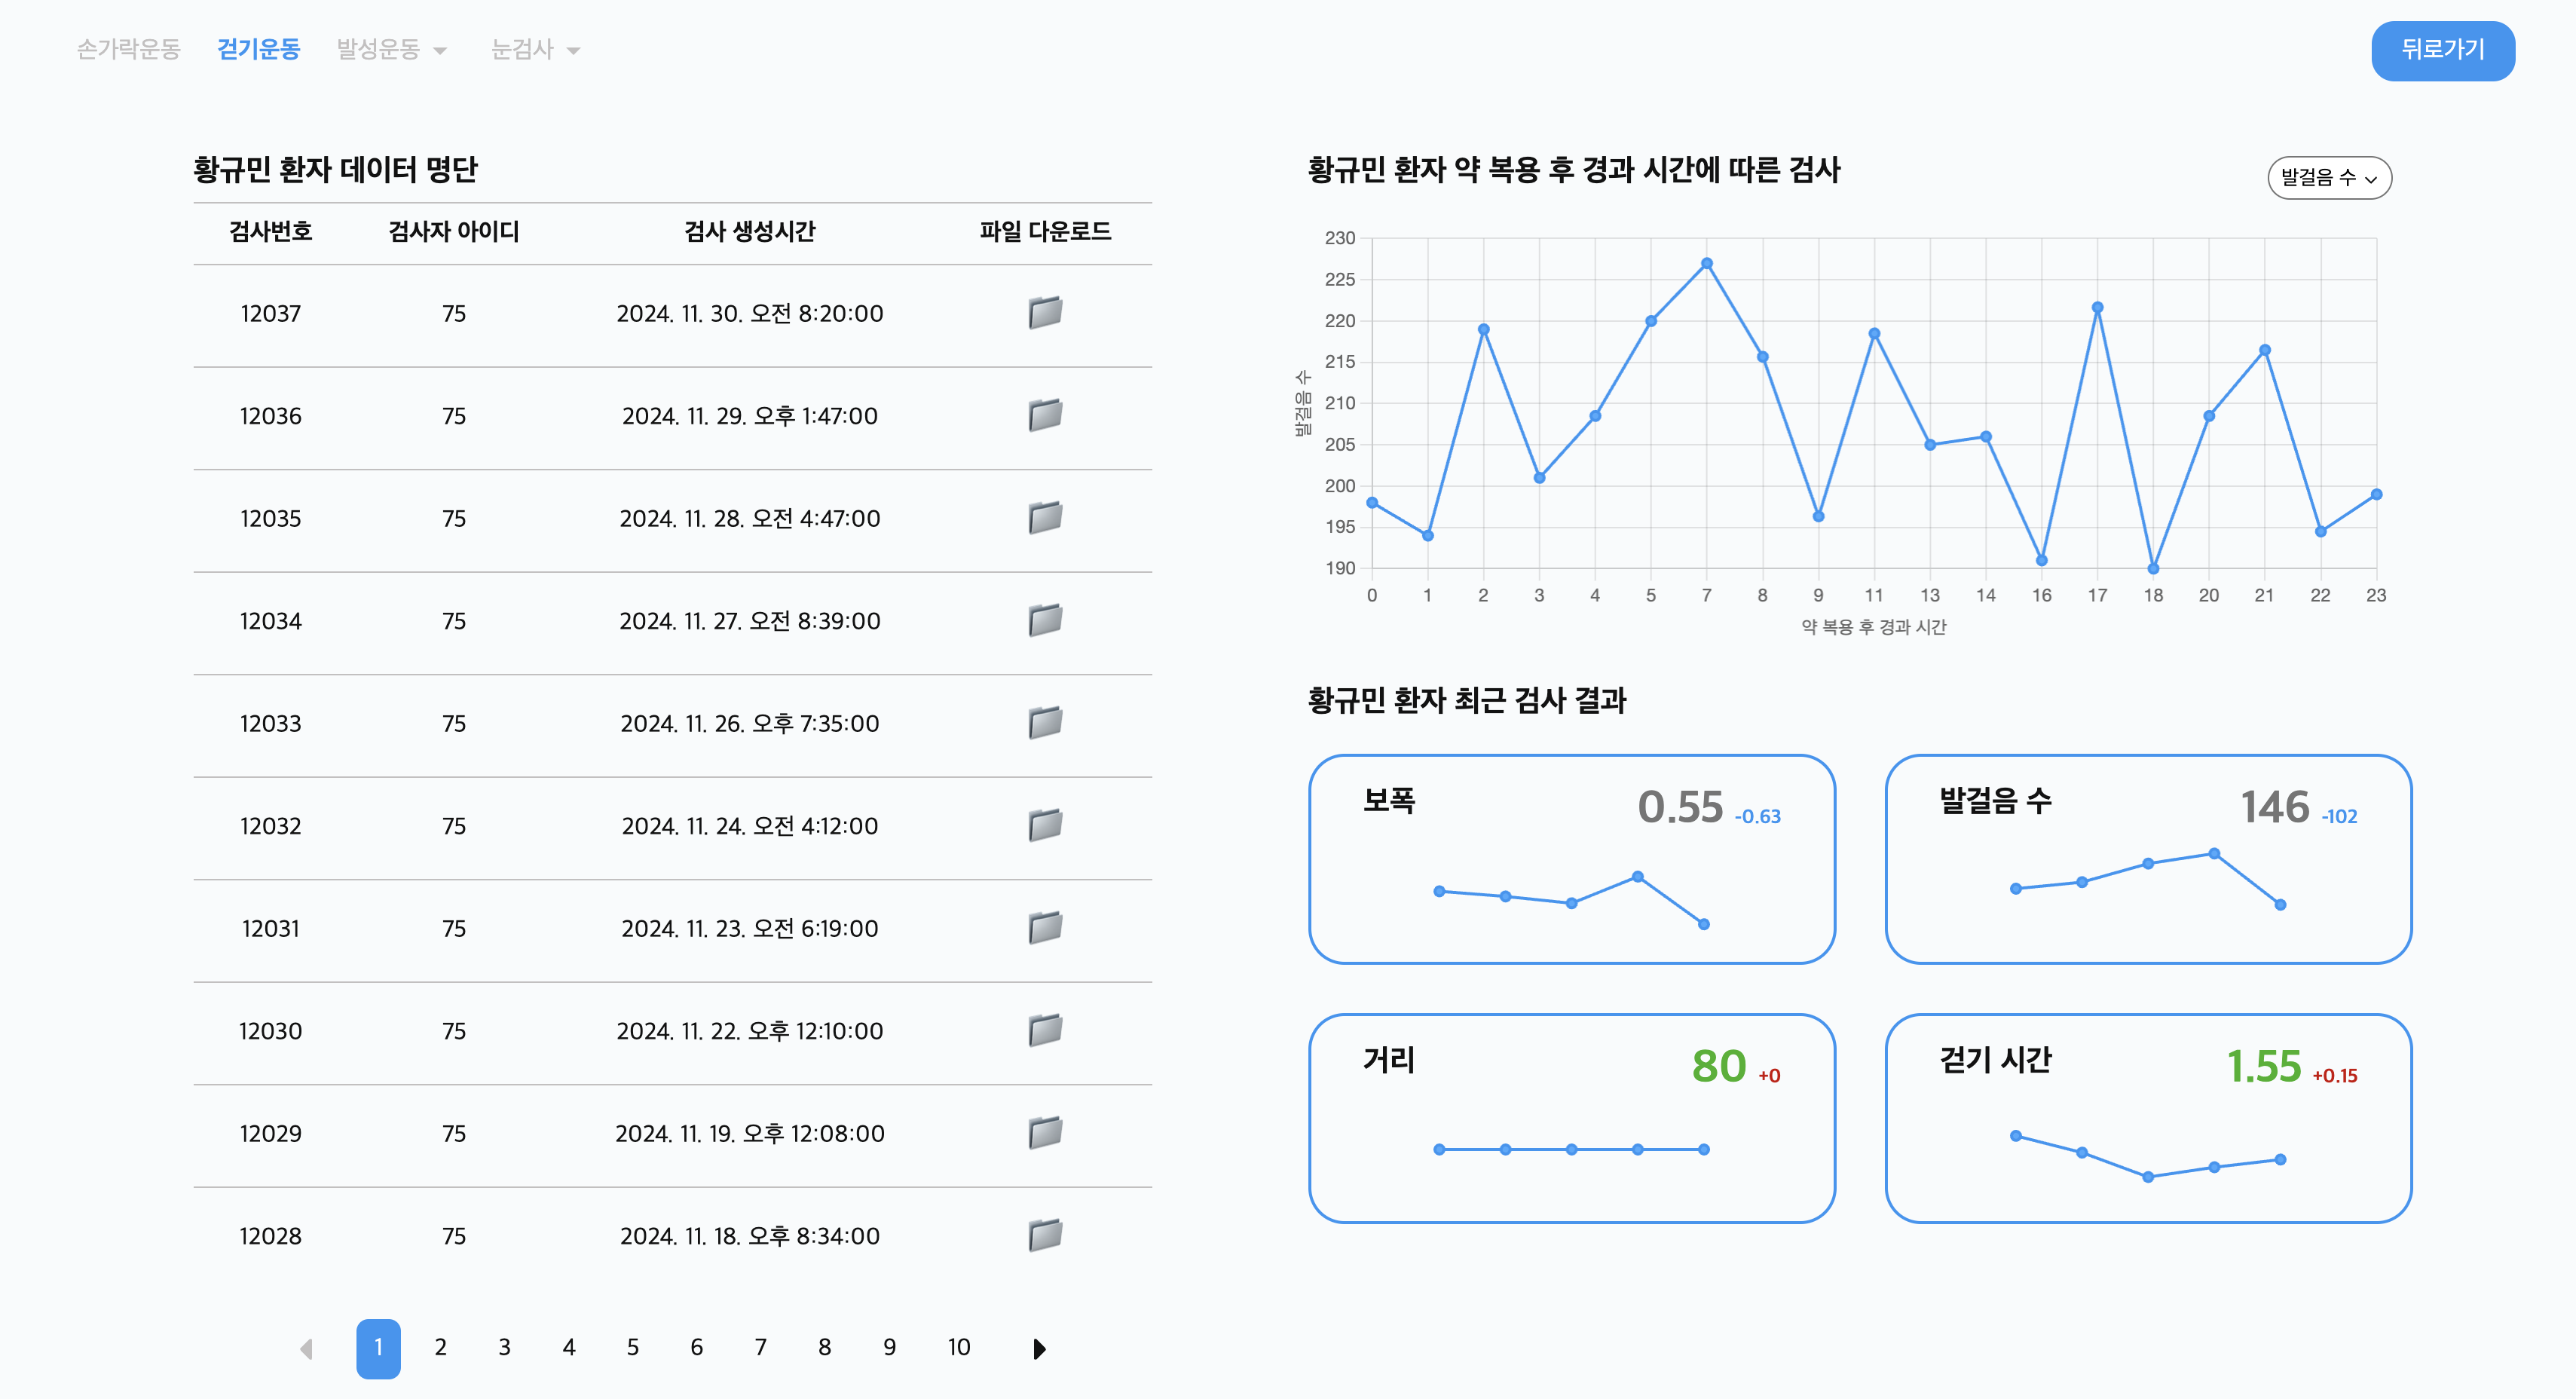 손가락운동 걷기운동 발성운동 눈검사 뒤로가기
황규민 환자 데이터 명단
검사번호 검사자 아이디 검사 생성시간 파일 다운로드
12037 75 2024. 11. 30. 오전 8:20:00
12036 75 2024. 11. 29. 오후 1:47:00
12035 75 2024. 11. 28. 오전 4:47:00
12034 75 2024. 11. 27. 오전 8:39:00
12033 75 2024. 11. 26. 오후 7:35:00
12032 75 2024. 11. 24. 오전 4:12:00
12031 75 2024. 11. 23. 오전 6:19:00
12030 75 2024. 11. 22. 오후 12:10:00
12029 75 2024. 11. 19. 오후 12:08:00
12028 75 2024. 11. 18. 오후 8:34:00
1 2 3 4 5 6 7 8 9 10
황규민 환자 약 복용 후 경과 시간에 따른 검사
발걸음 수
발걸음 수
230
225
220
215
210
205
200
195
190
0 1 2 3 4 5 7 8 9 11 13 14 16 17 18 20 21 22 23
약 복용 후 경과 시간
황규민 환자 최근 검사 결과
보폭 0.55 -0.63
발걸음 수 146 -102
거리 80 +0
걷기 시간 1.55 +0.15